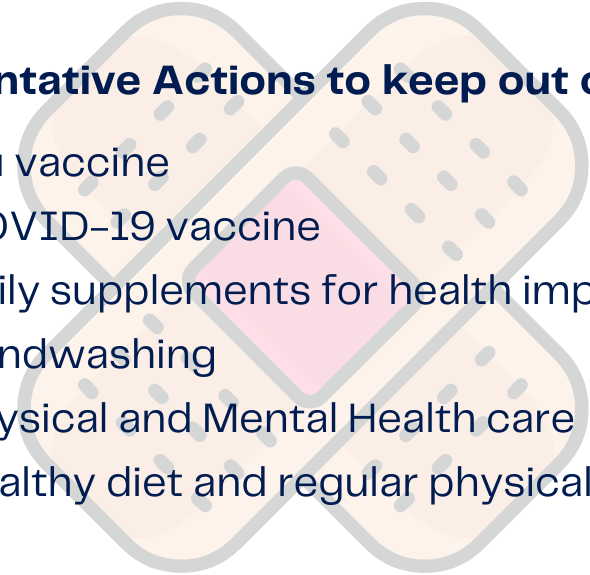 ntative Actions to keep out
vaccine
OVID-19 vaccine
ily supplements for health imp
ndwashing
ysical and Mental Health care
althy diet and regular physical